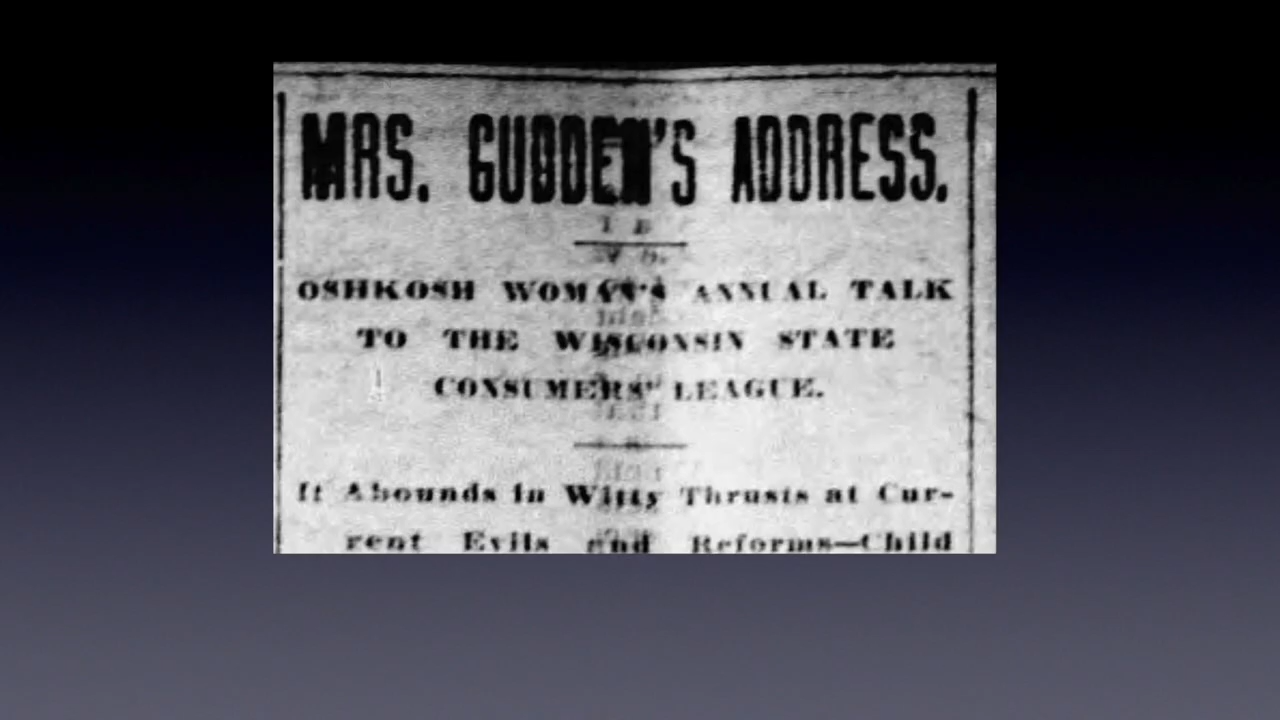 MRS. GUDDEN'S ADDRESS.
OSHKOSH WOMAN'S ANNUAL TALK
TO THE WISCONSIN STATE
CONSUMERS' LEAGUE.
It Abounds in Witty Thrusts at Cur-
rent Evils and Reforms—Child